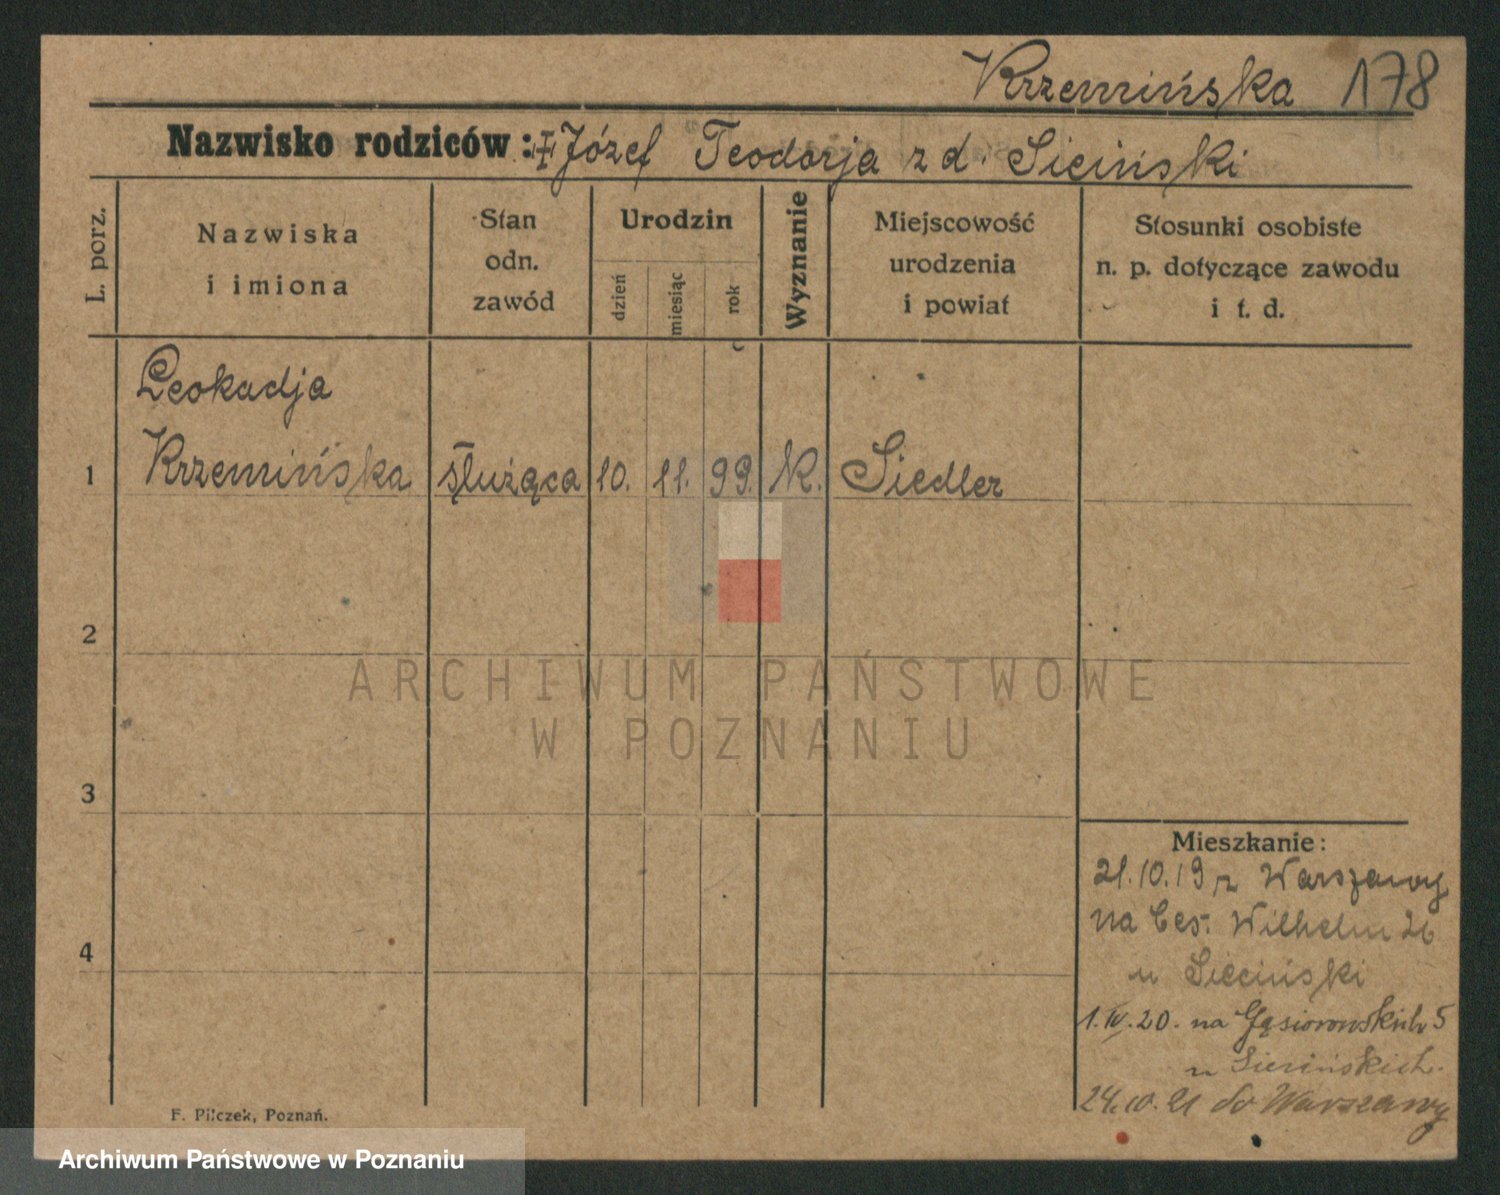 Krzemińska 178
Nazwisko rodziców: Józef Teodorja z d. Siciński
L. porz.
Nazwiska
i imiona
Stan
odn.
zawód
Urodzin
dzień
miesiąc
rok
Wyznanie
Miejscowość
urodzenia
i powiat
Stosunki osobiste
n. p. dotyczące zawodu
i t. d.
Leokadja
1 Krzemińska służąca 10. 11. 99. K. Siedler
2
3
4
ARCHIWUM PAŃSTWOWE
W POZNANIU
Mieszkanie:
21.10.19 z Warszawy
na Ces. Wilhelm 26
u Sieciński
1.IV.20. na Gąsiorowskich 5
u Sicińskich.
24.10.21 do Warszawy
F. Pilczek, Poznań.
Archiwum Państwowe w Poznaniu